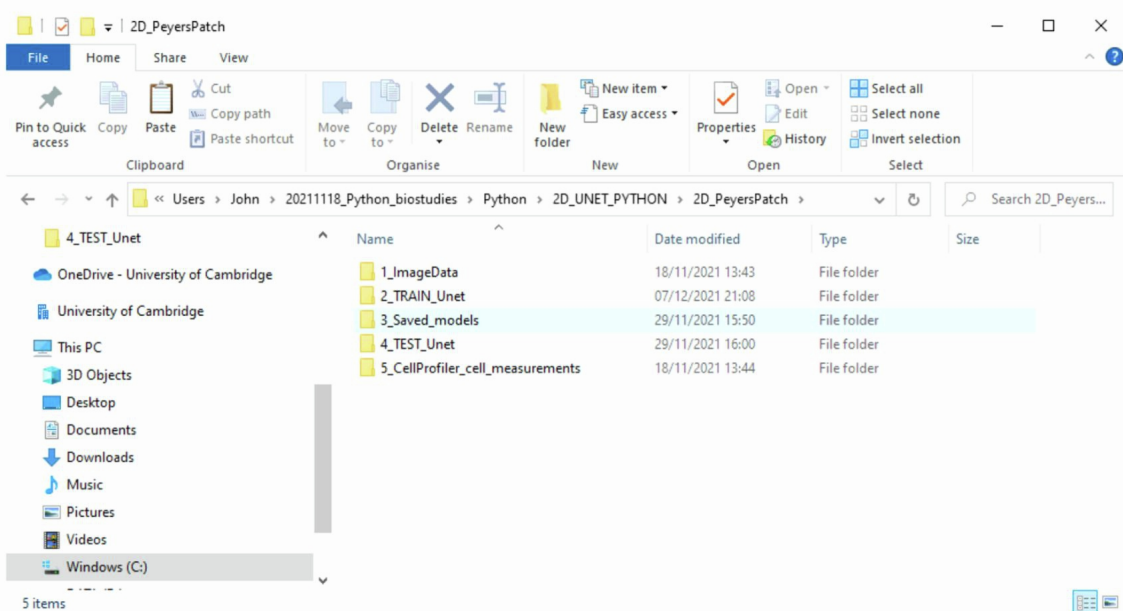 2D_PeyersPatch
File Home Share View
Pin to Quick access
Copy
Paste
Cut
Copy path
Paste shortcut
Clipboard
Move to
Copy to
Delete
Rename
Organise
New folder
New item
Easy access
New
Properties
Open
Edit
History
Open
Select all
Select none
Invert selection
Select
« Users › John › 20211118_Python_biostudies › Python › 2D_UNET_PYTHON › 2D_PeyersPatch ›
Search 2D_Peyers...
4_TEST_Unet
OneDrive - University of Cambridge
University of Cambridge
This PC
3D Objects
Desktop
Documents
Downloads
Music
Pictures
Videos
Windows (C:)
Name Date modified Type Size
1_ImageData 18/11/2021 13:43 File folder
2_TRAIN_Unet 07/12/2021 21:08 File folder
3_Saved_models 29/11/2021 15:50 File folder
4_TEST_Unet 29/11/2021 16:00 File folder
5_CellProfiler_cell_measurements 18/11/2021 13:44 File folder
5 items